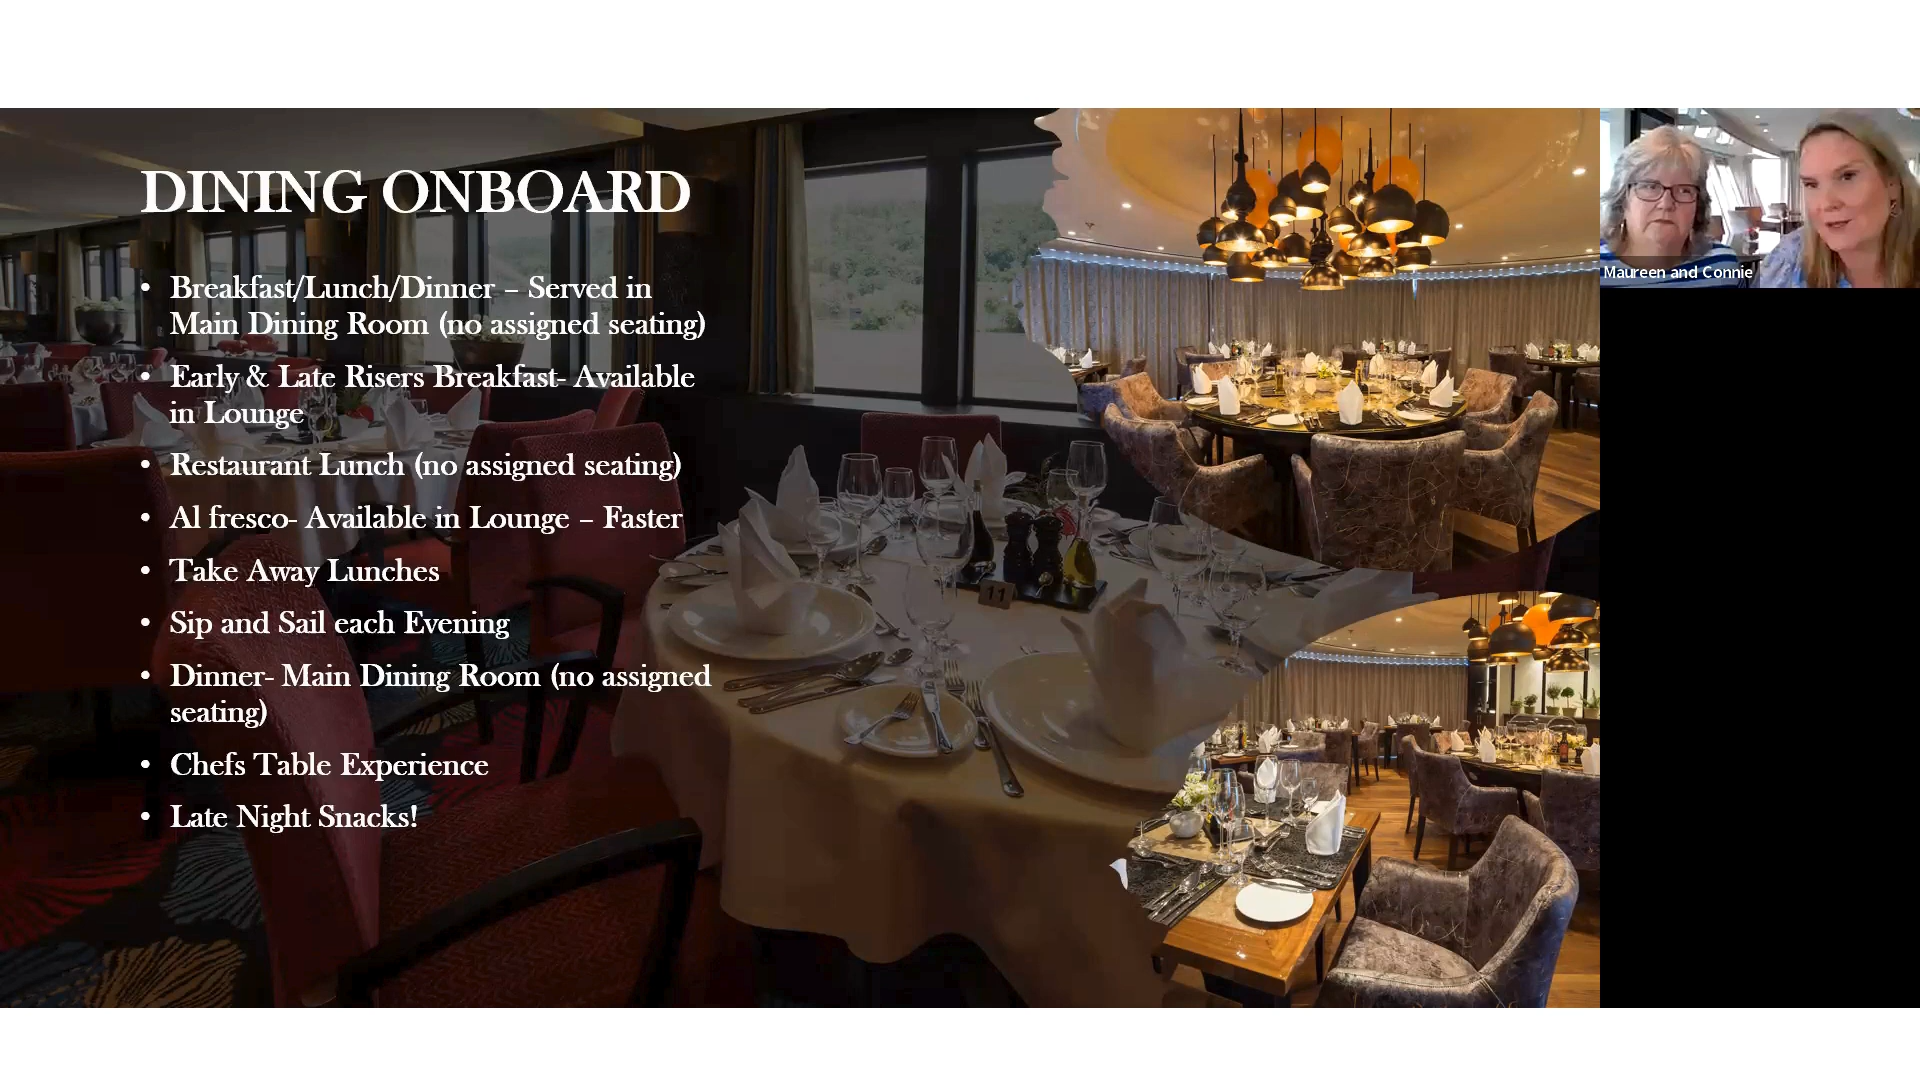 DINING ONBOARD
• Breakfast/Lunch/Dinner – Served in
Main Dining Room (no assigned seating)
• Early & Late Risers Breakfast- Available
in Lounge
• Restaurant Lunch (no assigned seating)
• Al fresco- Available in Lounge – Faster
• Take Away Lunches
• Sip and Sail each Evening
• Dinner- Main Dining Room (no assigned
seating)
• Chefs Table Experience
• Late Night Snacks!
11
Maureen and Connie